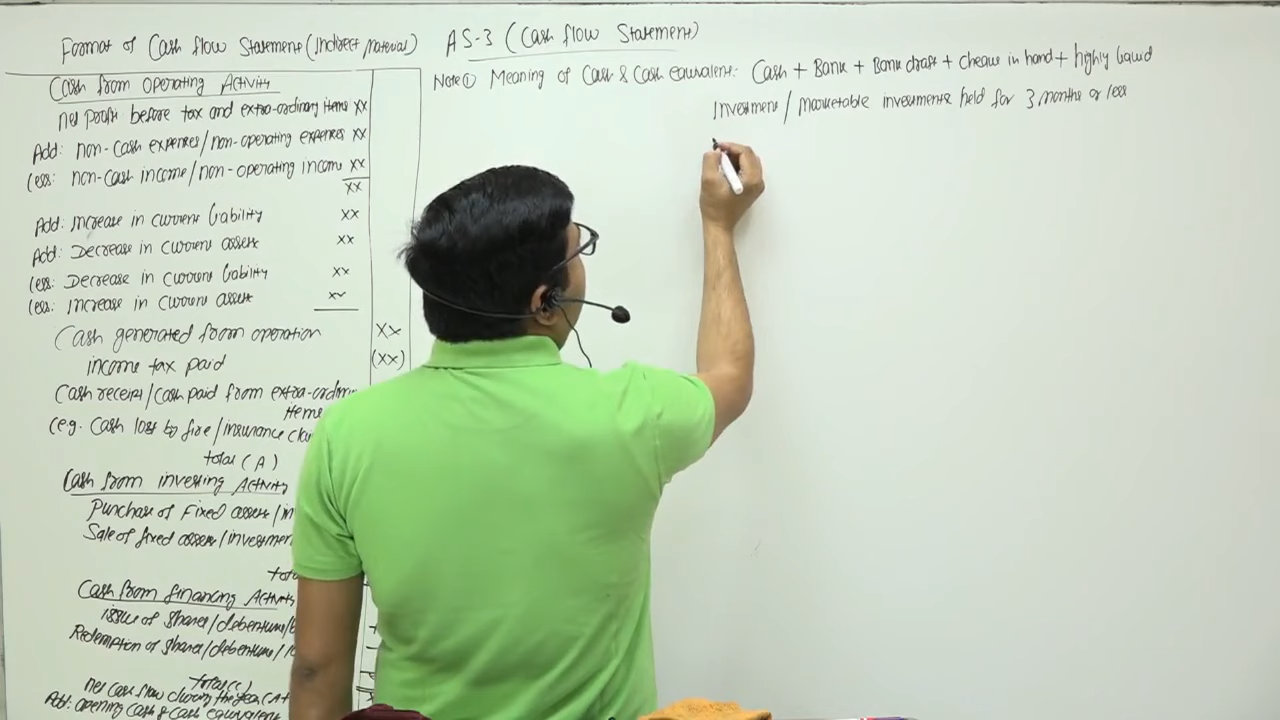 Format of Cash flow Statement (Indirect Material)
Cash from operating Activity
Net Profit before tax and extra-ordinary items XX
Add: non-cash expenses/non-operating expenses XX
Less: non-cash income/non-operating income XX
XX
Add: Increase in current liability XX
Add: Decrease in current assets XX
Less: Decrease in current liability XX
Less: Increase in current assets XX
Cash generated from operation XX
income tax paid (XX)
Cash receipt/cash paid from extra-ordin
items
(e.g. Cash lost by fire/insurance cla
total (A)
Cash from investing Activity
Purchase of Fixed assets/in
Sale of fixed assets/investmen
tota
Cash from financing Activity
Issue of shares/debenture/
Redemption of shares/debenture/
total (c)
Net cash flow during the year (A+
Add: opening cash & cash equivalent
AS-3 (Cash flow Statement)
Note ① Meaning of Cash & Cash equivalent: Cash + Bank + Bank draft + cheque in hand + highly liquid
Investment/marketable investments held for 3 months or less